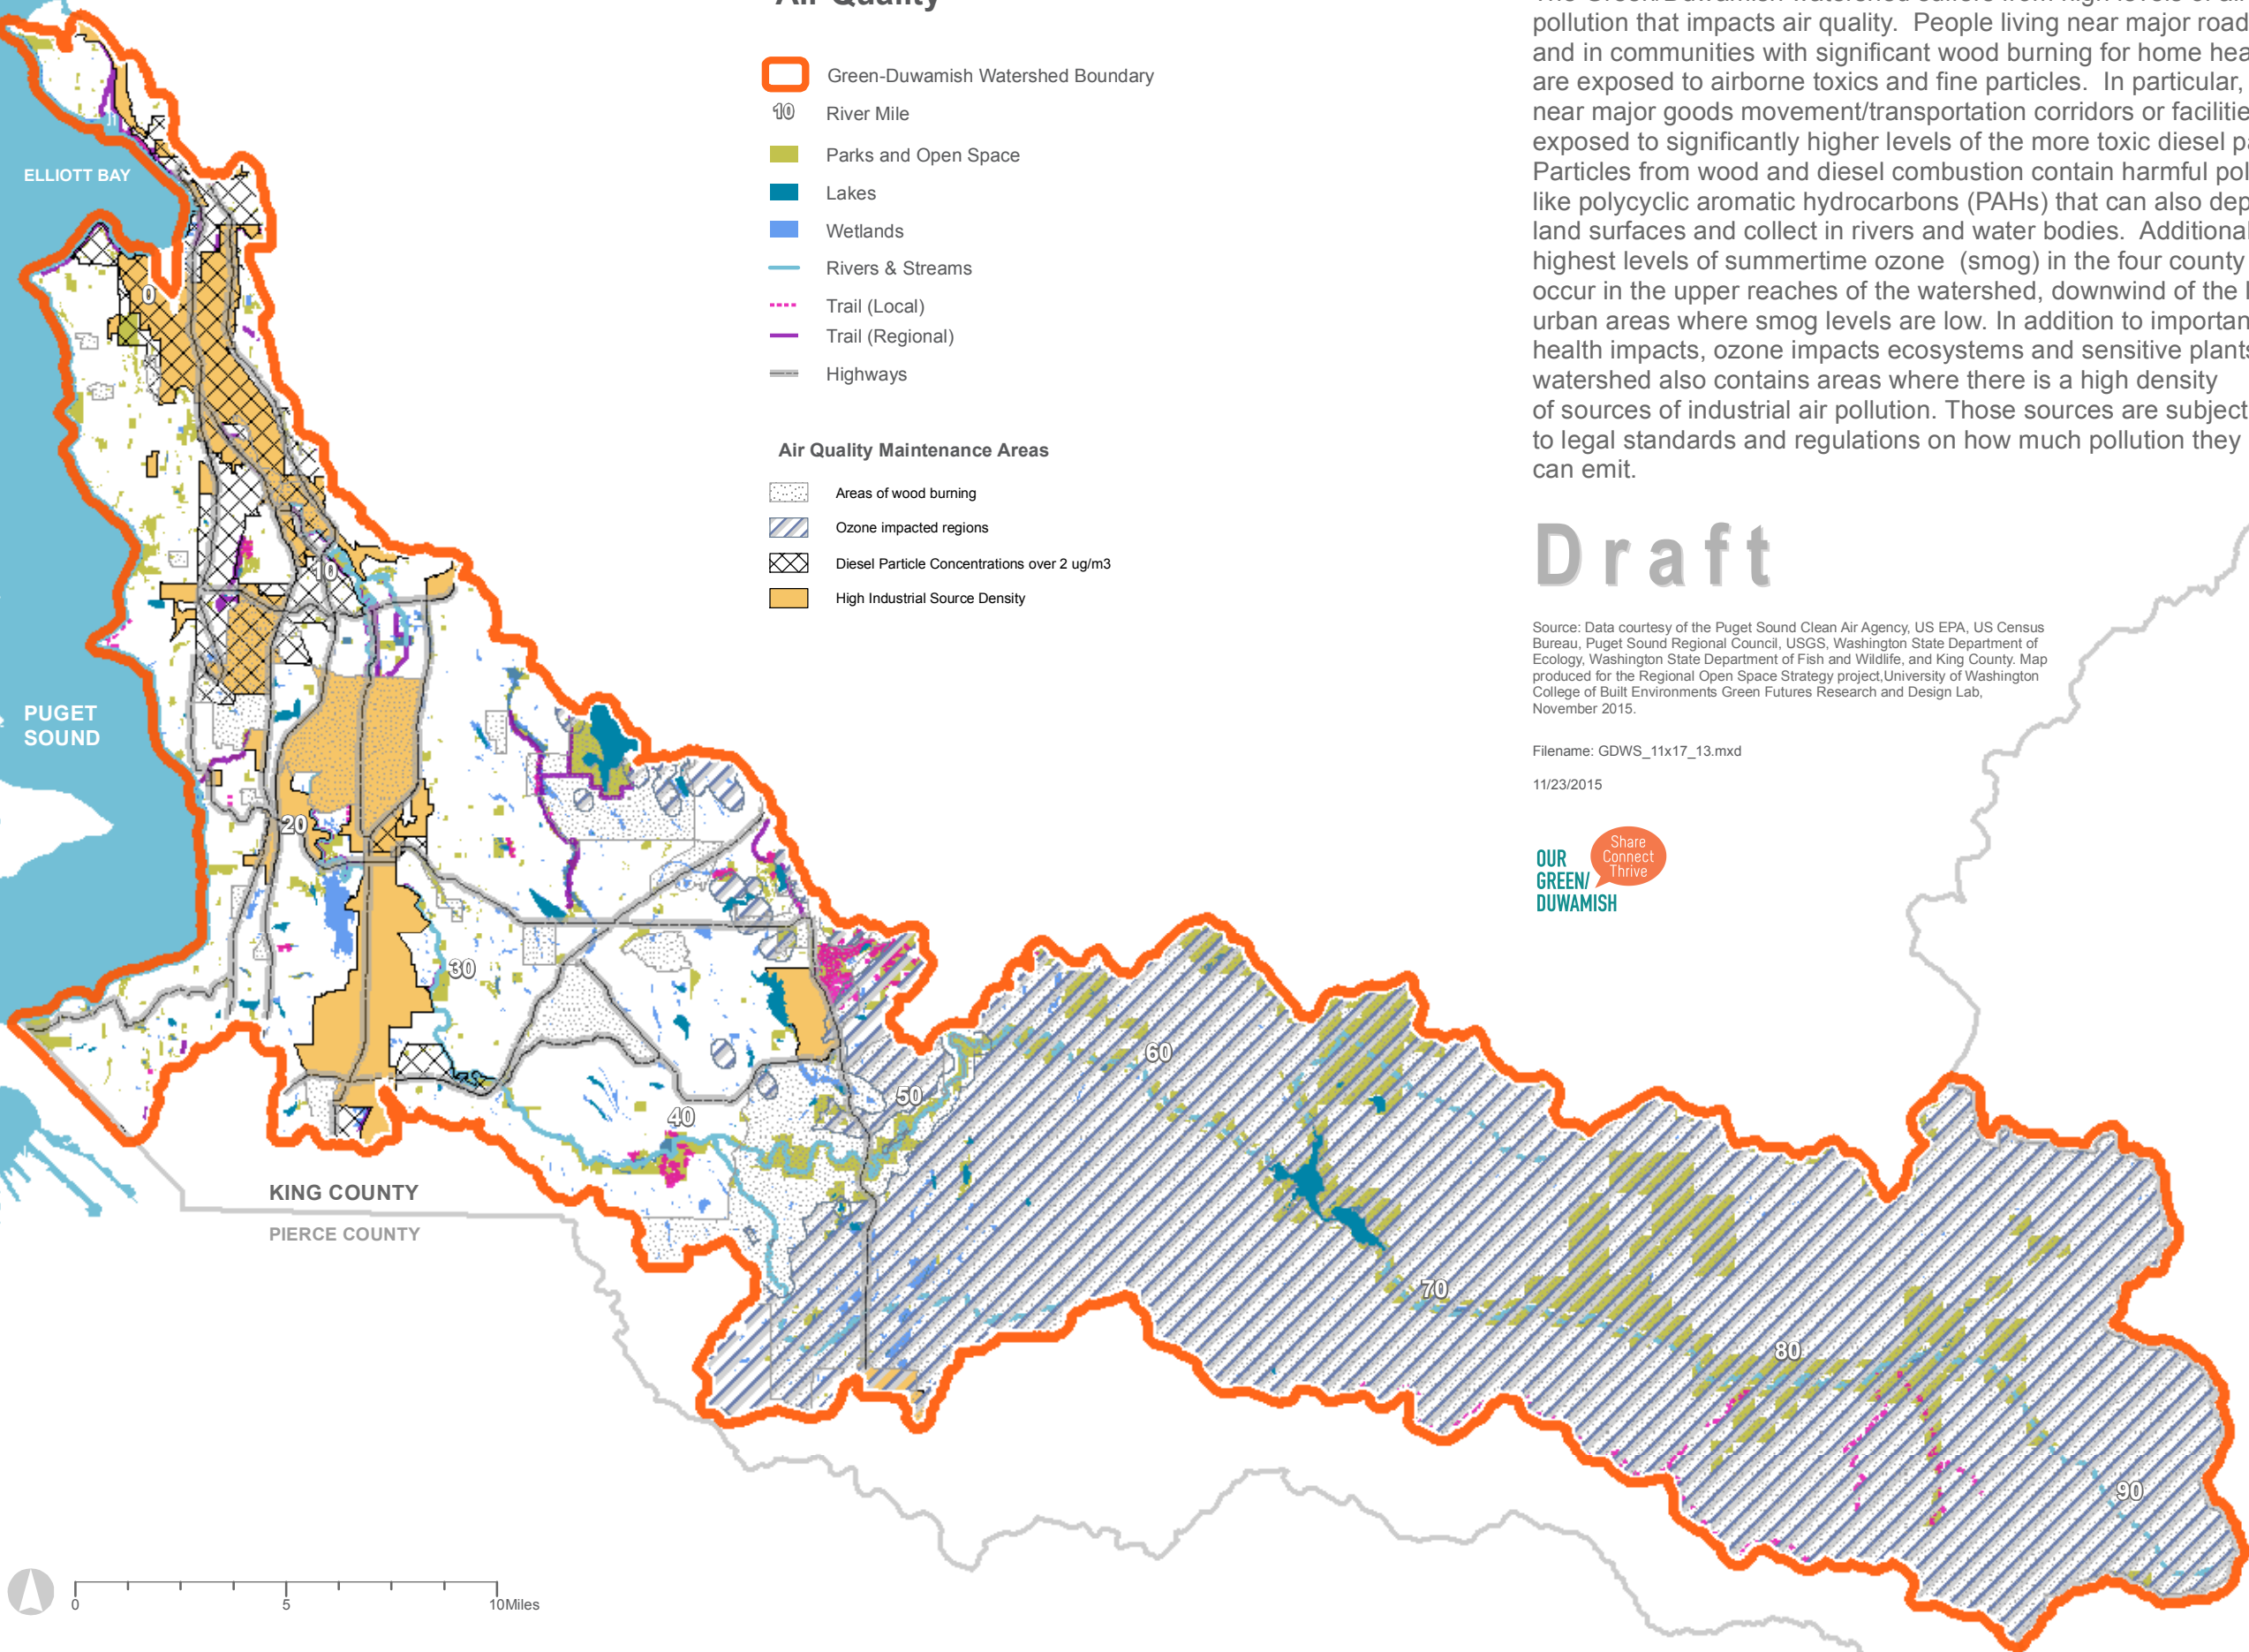 Air Quality
Green-Duwamish Watershed Boundary
10 River Mile
Parks and Open Space
Lakes
Wetlands
Rivers & Streams
Trail (Local)
Trail (Regional)
Highways
Air Quality Maintenance Areas
Areas of wood burning
Ozone impacted regions
Diesel Particle Concentrations over 2 ug/m3
High Industrial Source Density
pollution that impacts air quality. People living near major road
and in communities with significant wood burning for home hea
are exposed to airborne toxics and fine particles. In particular,
near major goods movement/transportation corridors or facilitie
exposed to significantly higher levels of the more toxic diesel pa
Particles from wood and diesel combustion contain harmful pol
like polycyclic aromatic hydrocarbons (PAHs) that can also dep
land surfaces and collect in rivers and water bodies. Additional
highest levels of summertime ozone (smog) in the four county
occur in the upper reaches of the watershed, downwind of the
urban areas where smog levels are low. In addition to importan
health impacts, ozone impacts ecosystems and sensitive plants
watershed also contains areas where there is a high density
of sources of industrial air pollution. Those sources are subject
to legal standards and regulations on how much pollution they
can emit.
Draft
Source: Data courtesy of the Puget Sound Clean Air Agency, US EPA, US Census
Bureau, Puget Sound Regional Council, USGS, Washington State Department of
Ecology, Washington State Department of Fish and Wildlife, and King County. Map
produced for the Regional Open Space Strategy project,University of Washington
College of Built Environments Green Futures Research and Design Lab,
November 2015.
Filename: GDWS_11x17_13.mxd
11/23/2015
OUR
GREEN/
DUWAMISH
Share
Connect
Thrive
ELLIOTT BAY
0
10
PUGET
SOUND
20
30
40
50
60
70
80
90
KING COUNTY
PIERCE COUNTY
0 5 10Miles